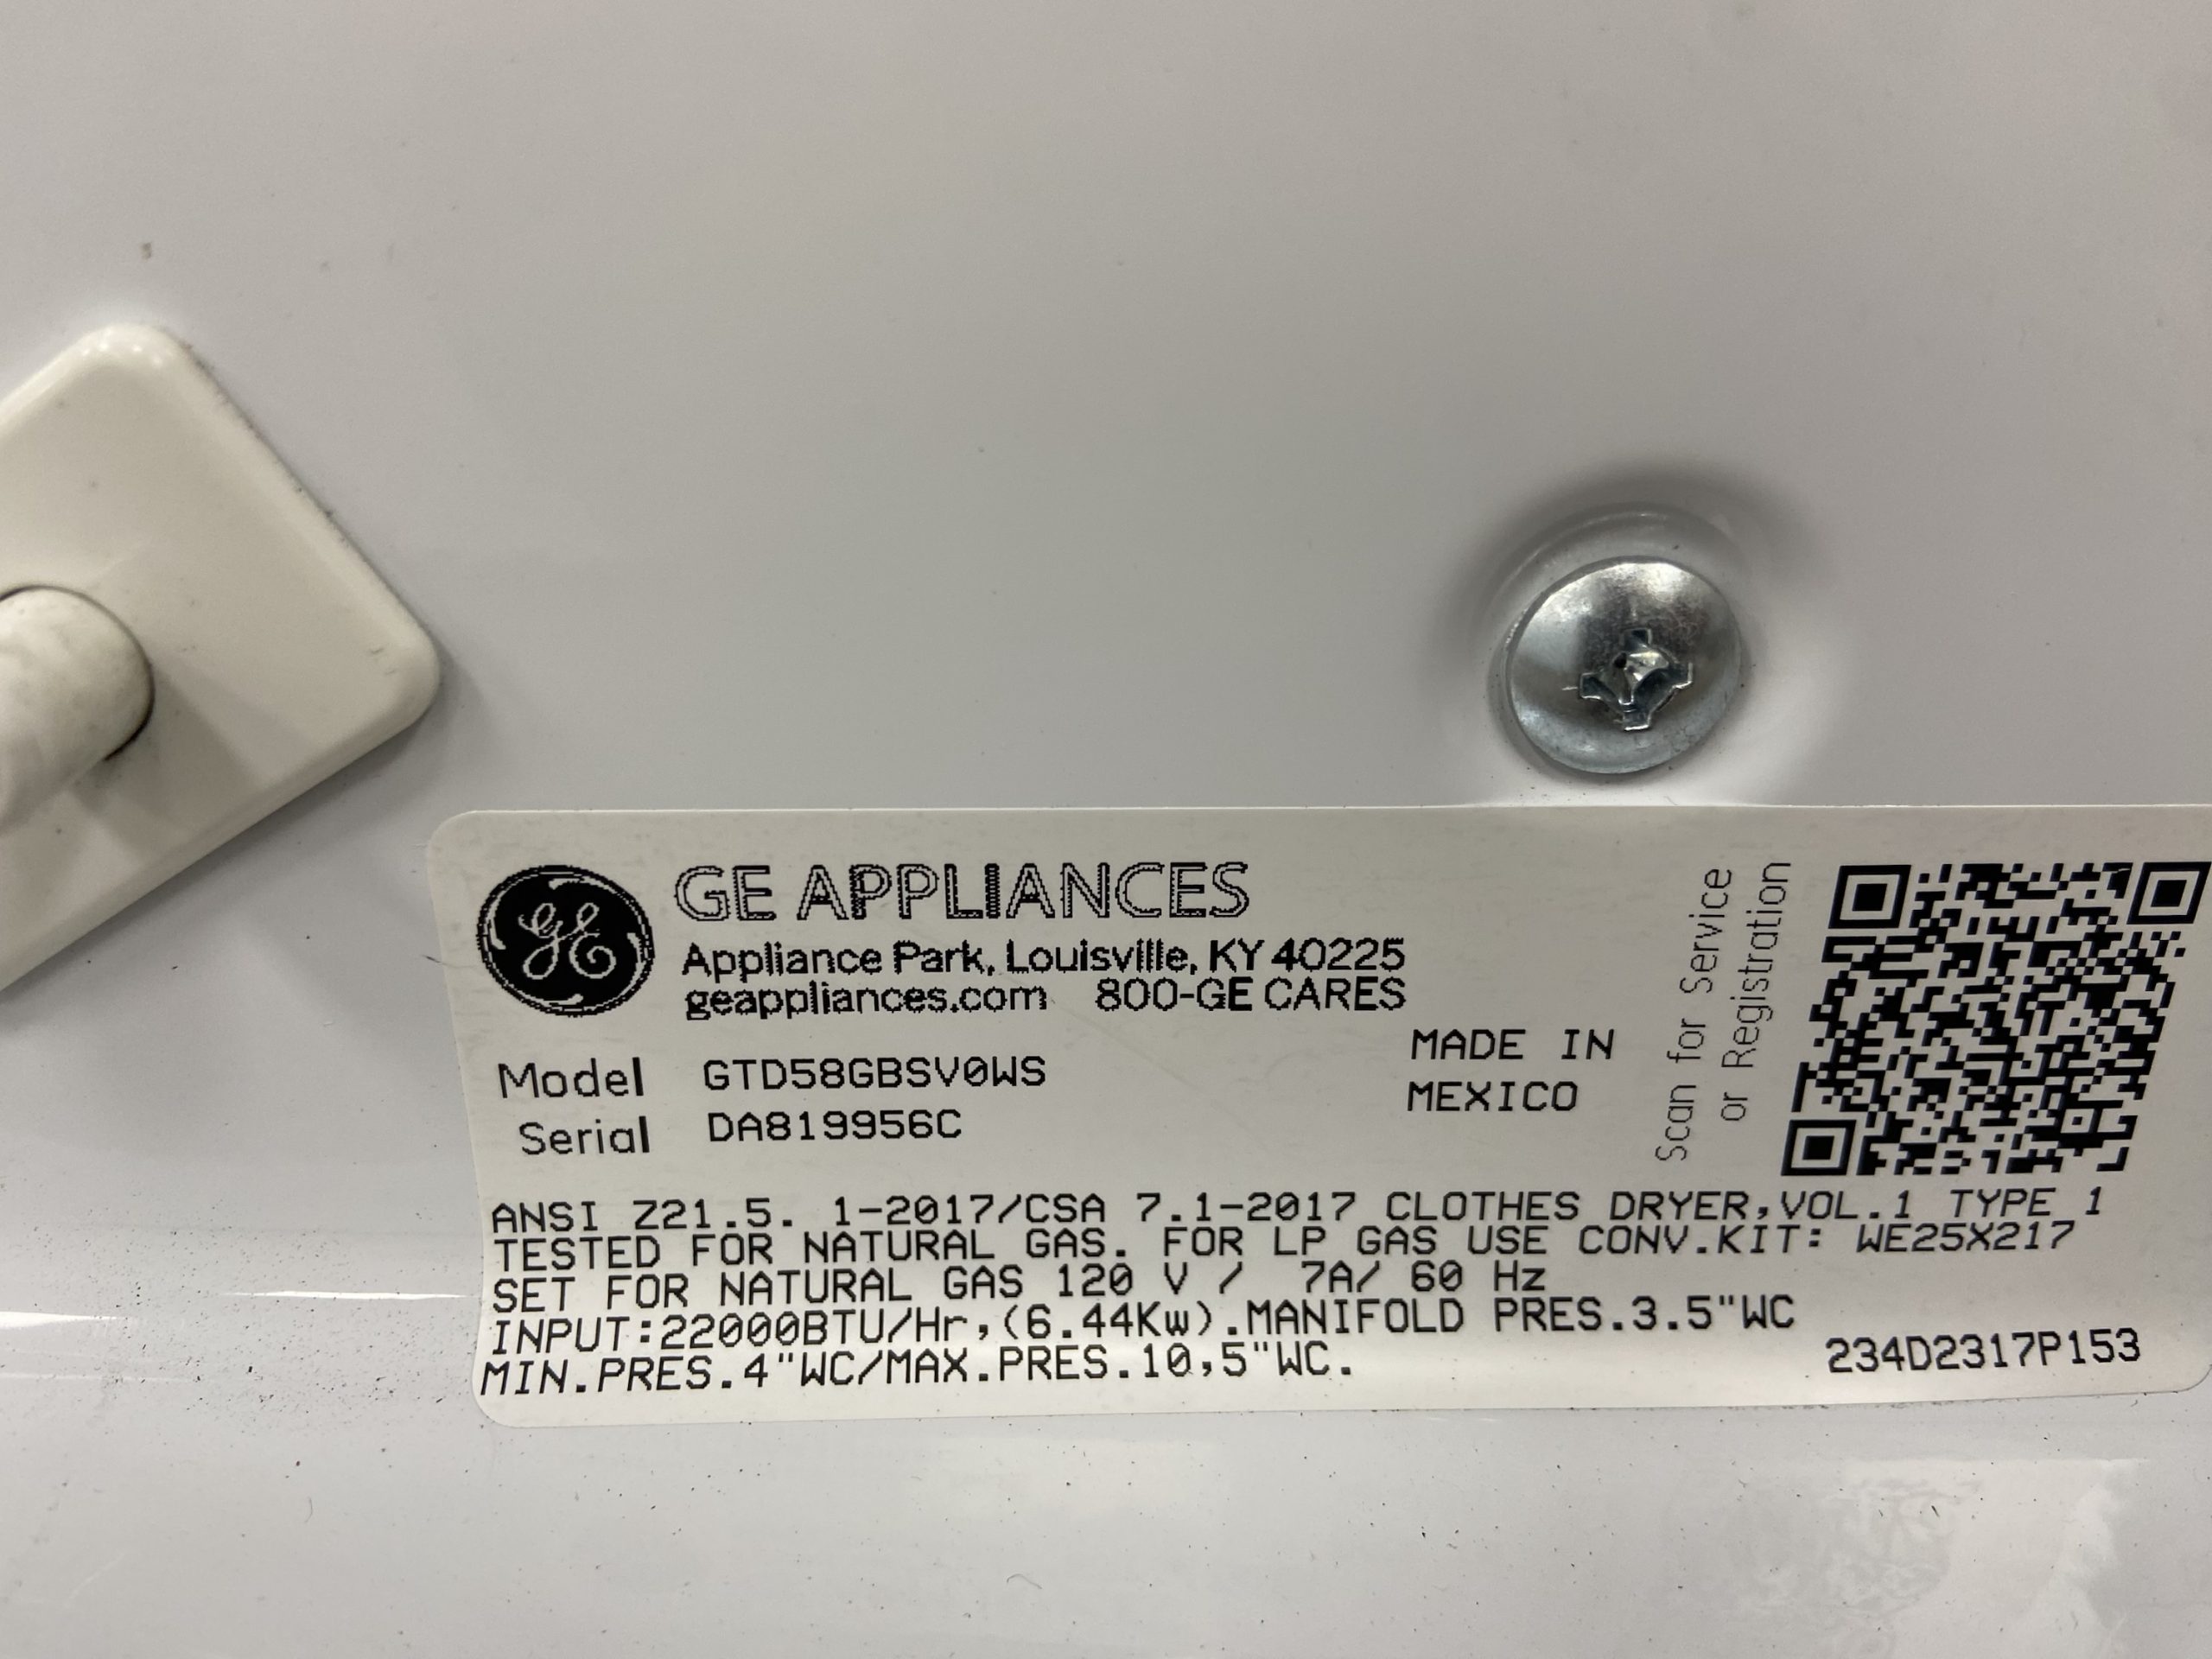 GE
GE APPLIANCES
Appliance Park, Louisville, KY 40225
geappliances.com 800-GE CARES
Model GTD58GBSV0WS
Serial DA819956C
MADE IN
MEXICO
Scan for Service
or Registration
ANSI Z21.5. 1-2017/CSA 7.1-2017 CLOTHES DRYER,VOL.1 TYPE 1
TESTED FOR NATURAL GAS. FOR LP GAS USE CONV.KIT: WE25X217
SET FOR NATURAL GAS 120 V / 7A/ 60 Hz
INPUT:22000BTU/Hr,(6.44Kw).MANIFOLD PRES.3.5"WC
MIN.PRES.4"WC/MAX.PRES.10,5"WC.
234D2317P153